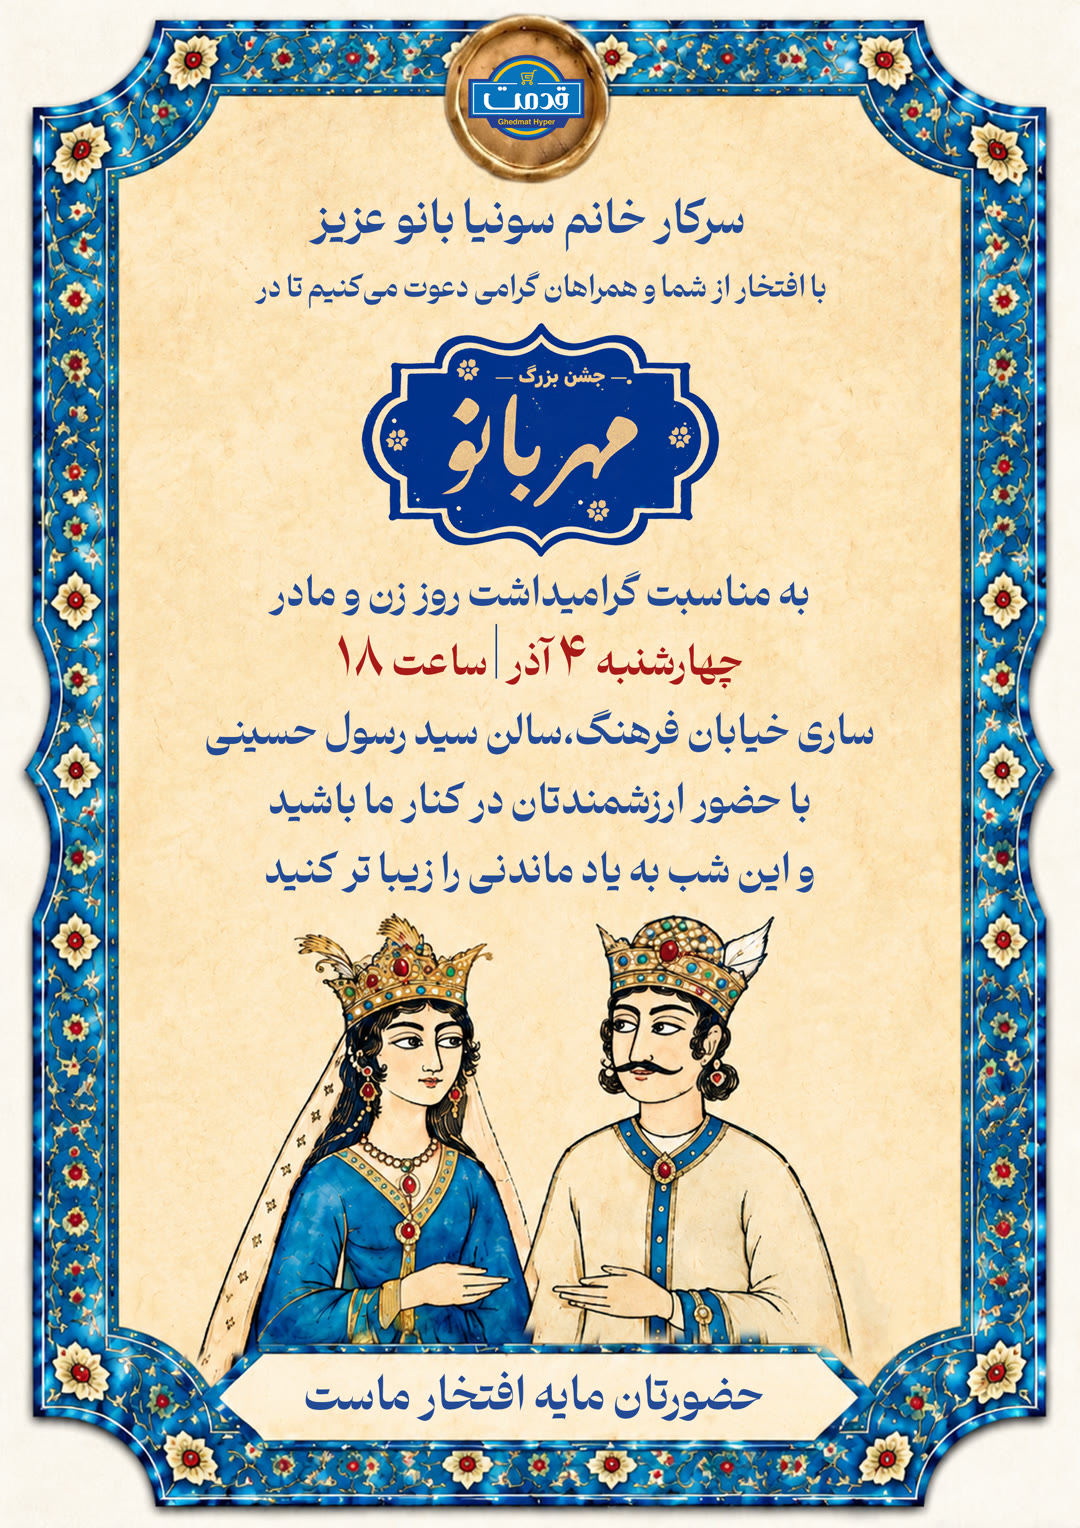 قدمت
Ghedmat Hyper
سرکار خانم سونیا بانو عزیز
با افتخار از شما و همراهان گرامی دعوت می‌کنیم تا در
جشن بزرگ
مهربانو
به مناسبت گرامیداشت روز زن و مادر
چهارشنبه ۴ آذر | ساعت ۱۸
ساری خیابان فرهنگ،سالن سید رسول حسینی
با حضور ارزشمندتان در کنار ما باشید
و این شب به یاد ماندنی را زیبا تر کنید
حضورتان مایه افتخار ماست